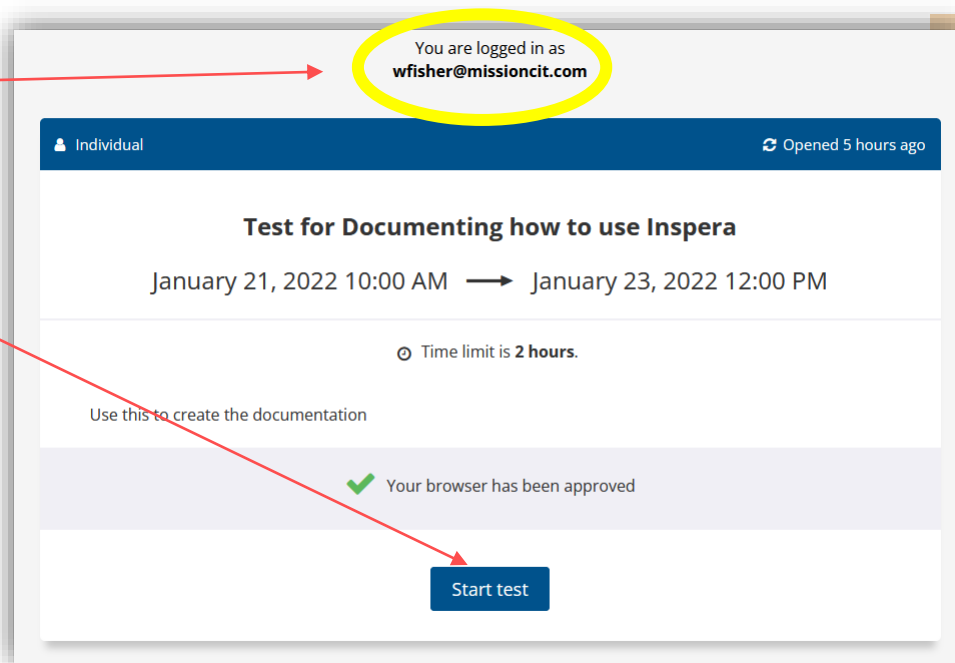 You are logged in as
wfisher@missioncit.com
Individual Opened 5 hours ago
Test for Documenting how to use Inspera
January 21, 2022 10:00 AM → January 23, 2022 12:00 PM
Time limit is 2 hours.
Use this to create the documentation
Your browser has been approved
Start test